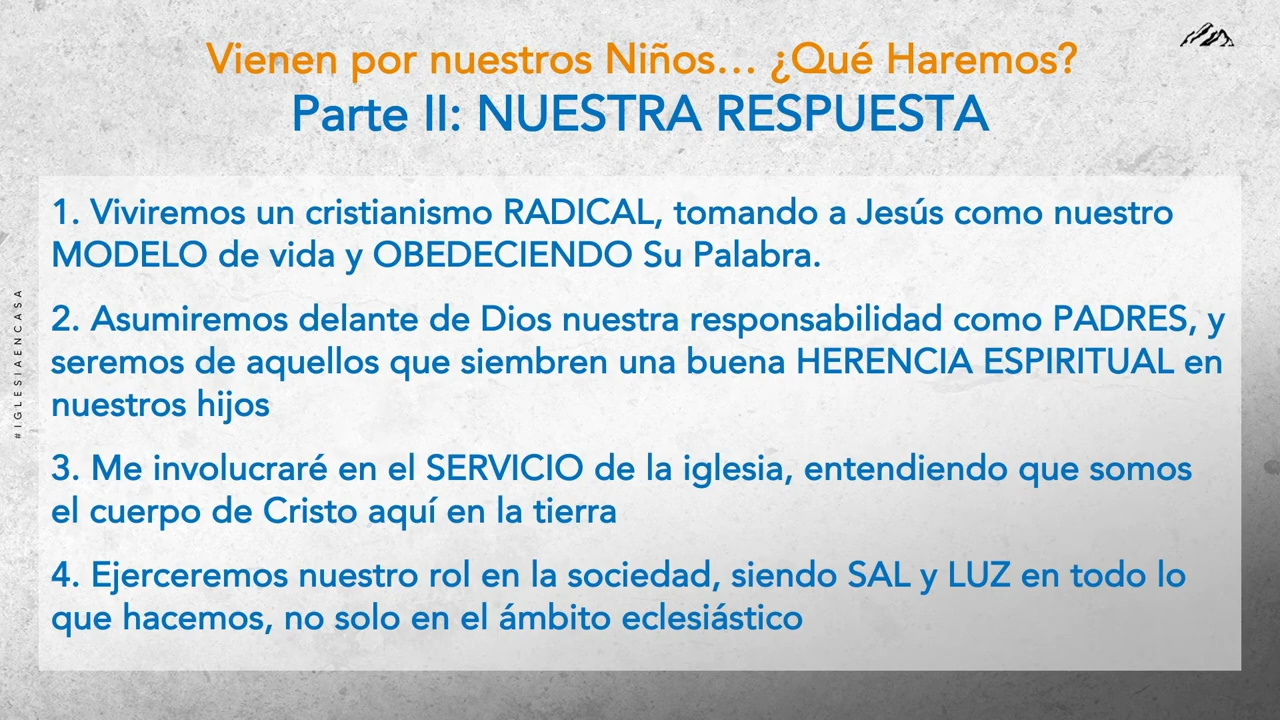 Vienen por nuestros Niños... ¿Qué Haremos?
Parte II: NUESTRA RESPUESTA
1. Viviremos un cristianismo RADICAL, tomando a Jesús como nuestro
MODELO de vida y OBEDECIENDO Su Palabra.
2. Asumiremos delante de Dios nuestra responsabilidad como PADRES, y
seremos de aquellos que siembren una buena HERENCIA ESPIRITUAL en
nuestros hijos
3. Me involucraré en el SERVICIO de la iglesia, entendiendo que somos
el cuerpo de Cristo aquí en la tierra
4. Ejerceremos nuestro rol en la sociedad, siendo SAL y LUZ en todo lo
que hacemos, no solo en el ámbito eclesiástico
#IGLESIAENCASA